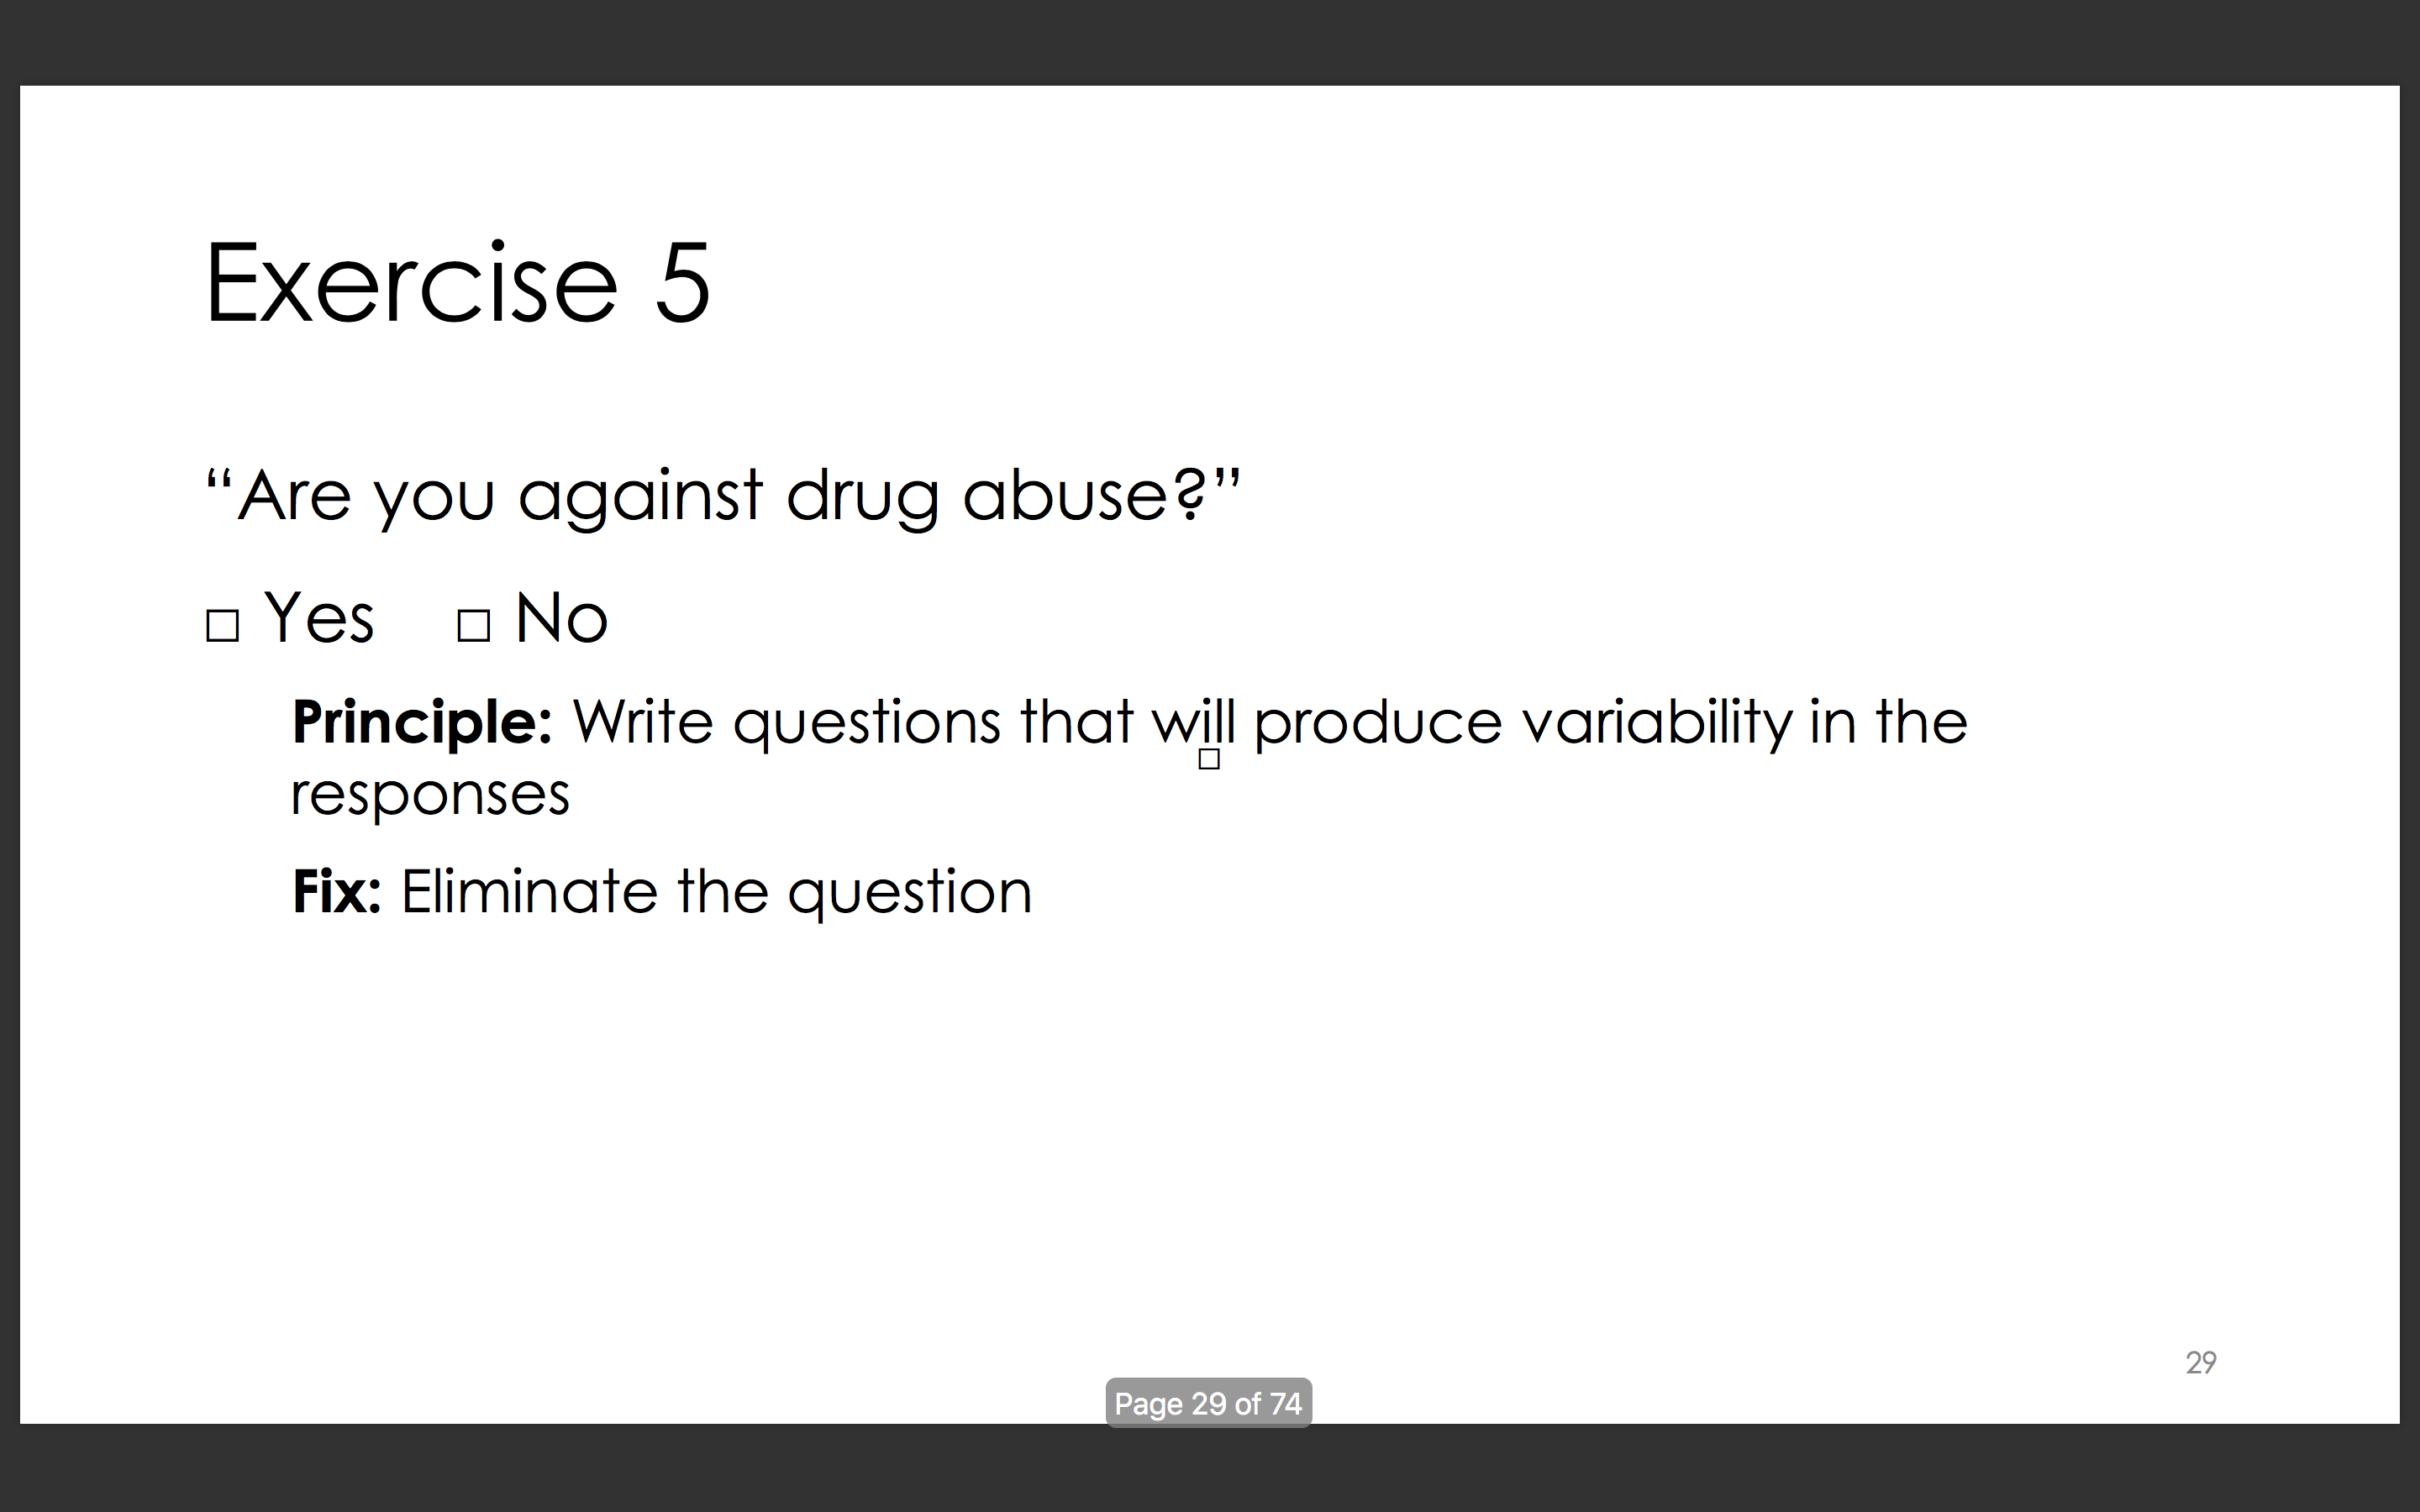 Exercise 5
“Are you against drug abuse?”
□ Yes □ No
Principle: Write questions that will produce variability in the
□
responses
Fix: Eliminate the question
29
Page 29 of 74